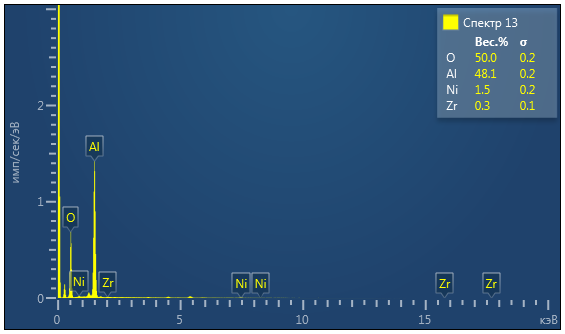 Спектр 13
Вес.% σ
O 50.0 0.2
Al 48.1 0.2
Ni 1.5 0.2
Zr 0.3 0.1
имп/сек/эВ
2
1
0
Al
O
Ni
Zr
Ni
Ni
Zr
Zr
0 5 10 15 кэВ